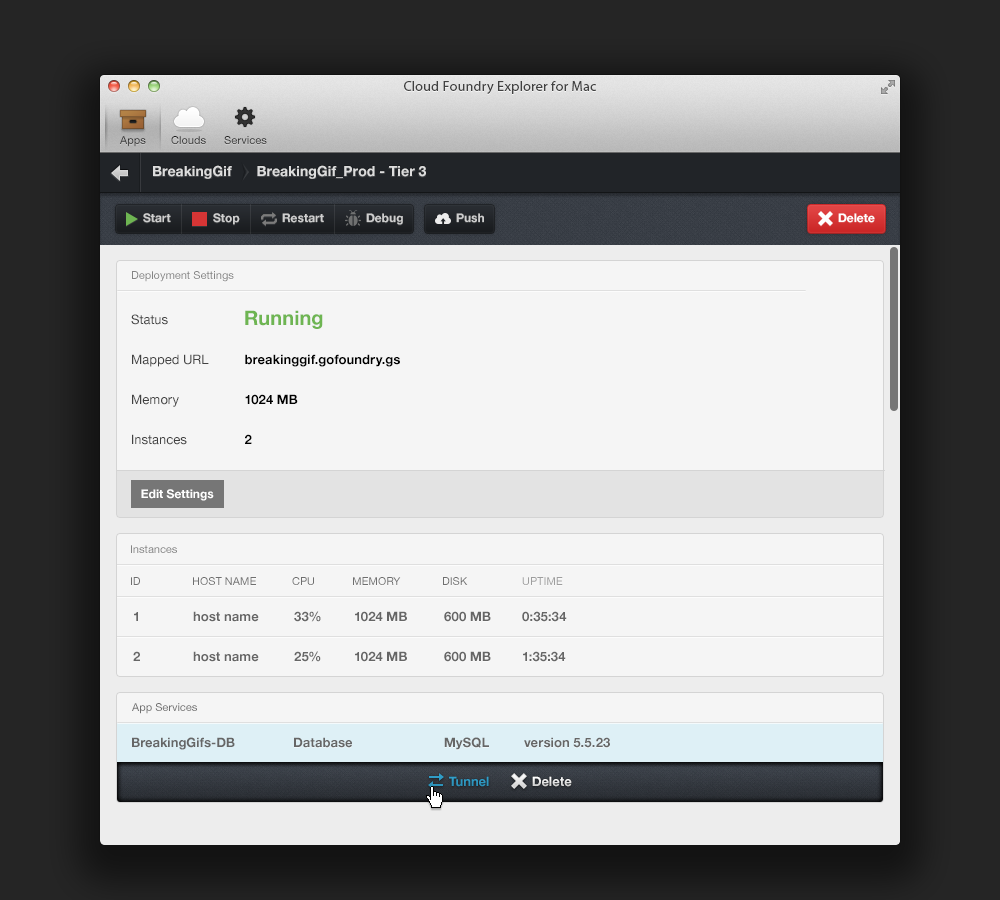 Cloud Foundry Explorer for Mac
Apps Clouds Services
BreakingGif BreakingGif_Prod - Tier 3
Start Stop Restart Debug Push Delete
Deployment Settings
Status Running
Mapped URL breakinggif.gofoundry.gs
Memory 1024 MB
Instances 2
Edit Settings
Instances
ID HOST NAME CPU MEMORY DISK UPTIME
1 host name 33% 1024 MB 600 MB 0:35:34
2 host name 25% 1024 MB 600 MB 1:35:34
App Services
BreakingGifs-DB Database MySQL version 5.5.23
Tunnel Delete